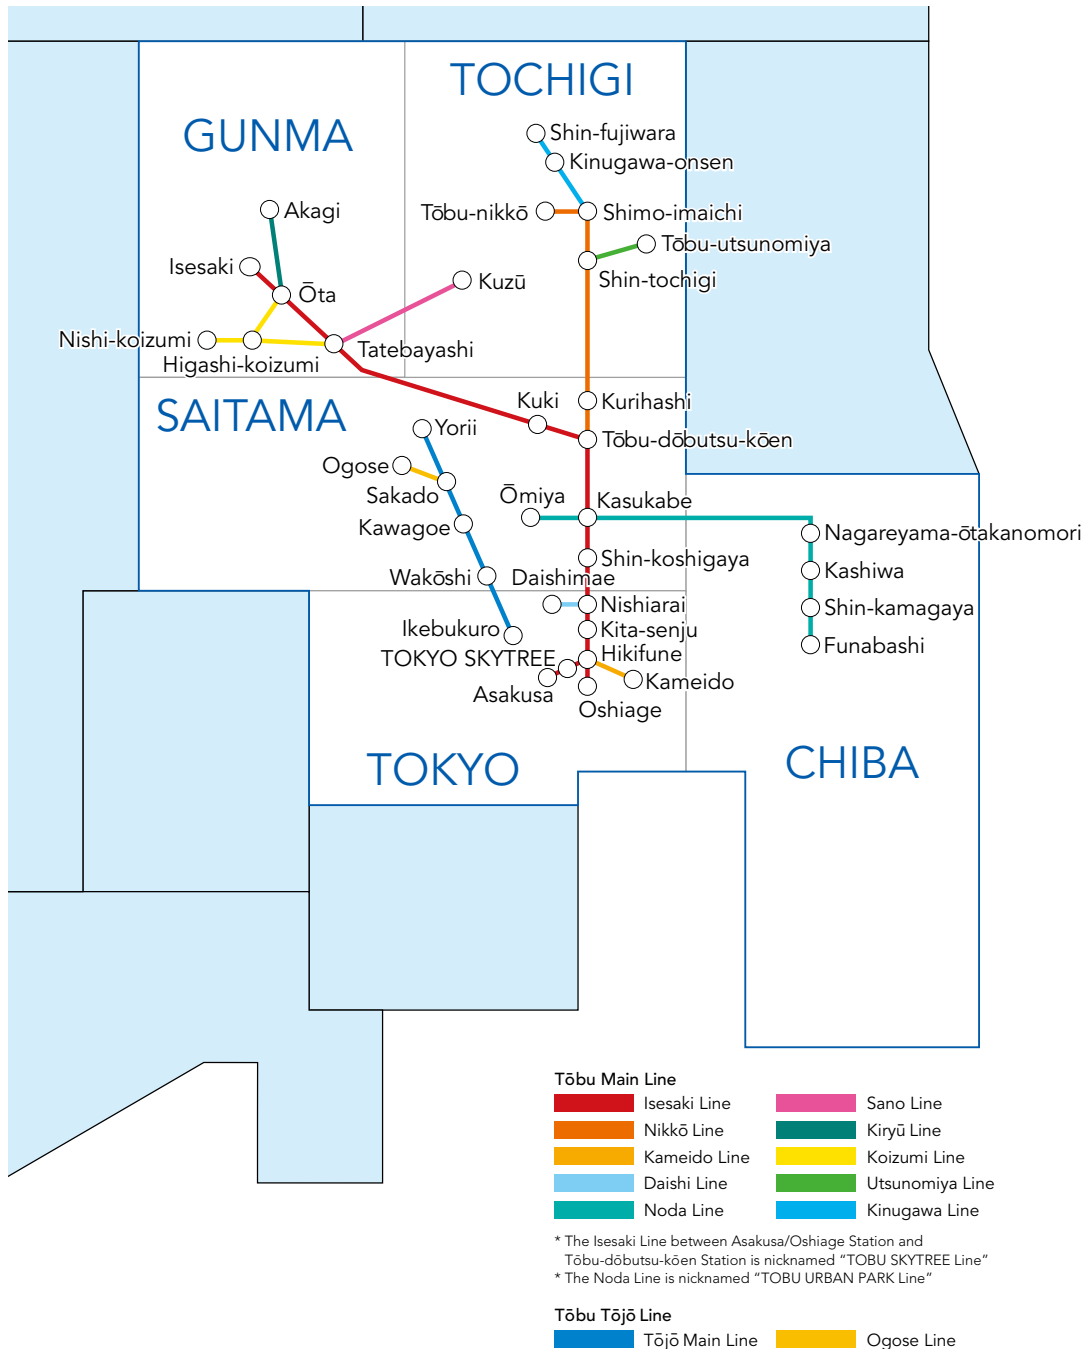 TOCHIGI
GUNMA
Shin-fujiwara
Kinugawa-onsen
Akagi
Tōbu-nikkō
Shimo-imaichi
Tōbu-utsunomiya
Isesaki
Kuzū
Shin-tochigi
Ōta
Nishi-koizumi
Tatebayashi
Higashi-koizumi
SAITAMA
Kuki
Kurihashi
Yorii
Tōbu-dōbutsu-kōen
Ogose
Sakado
Ōmiya
Kasukabe
Kawagoe
Nagareyama-ōtakanomori
Shin-koshigaya
Kashiwa
Wakōshi
Daishimae
Nishiarai
Shin-kamagaya
Ikebukuro
Kita-senju
Funabashi
TOKYO SKYTREE
Hikifune
Asakusa
Kameido
Oshiage
TOKYO
CHIBA
Tōbu Main Line
Isesaki Line
Sano Line
Nikkō Line
Kiryū Line
Kameido Line
Koizumi Line
Daishi Line
Utsunomiya Line
Noda Line
Kinugawa Line
* The Isesaki Line between Asakusa/Oshiage Station and
Tōbu-dōbutsu-kōen Station is nicknamed “TOBU SKYTREE Line”
* The Noda Line is nicknamed “TOBU URBAN PARK Line”
Tōbu Tōjō Line
Tōjō Main Line
Ogose Line